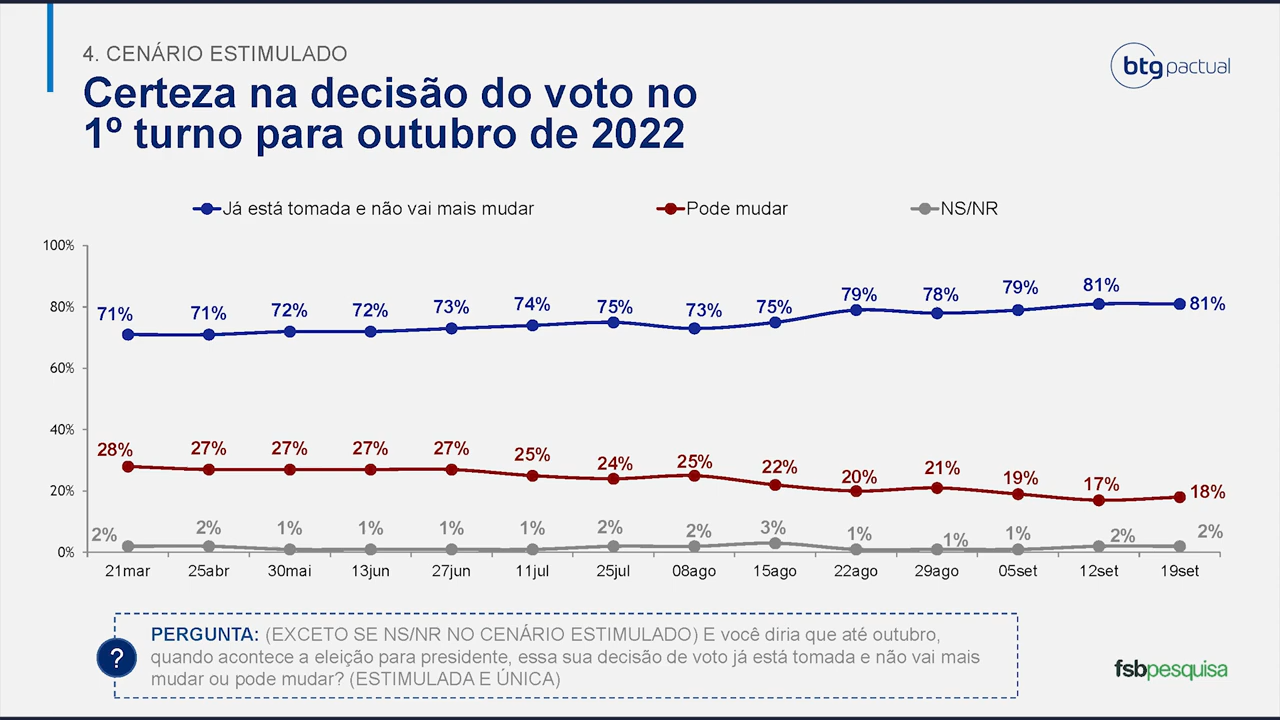 4. CENÁRIO ESTIMULADO
btg pactual
Certeza na decisão do voto no
1º turno para outubro de 2022
Já está tomada e não vai mais mudar Pode mudar NS/NR
100%
80%
60%
40%
20%
0%
71% 71% 72% 72% 73% 74% 75% 73% 75% 79% 78% 79% 81% 81%
28% 27% 27% 27% 27% 25% 24% 25% 22% 20% 21% 19% 17% 18%
2% 2% 1% 1% 1% 1% 2% 2% 3% 1% 1% 1% 2% 2%
21mar 25abr 30mai 13jun 27jun 11jul 25jul 08ago 15ago 22ago 29ago 05set 12set 19set
?
PERGUNTA: (EXCETO SE NS/NR NO CENÁRIO ESTIMULADO) E você diria que até outubro,
quando acontece a eleição para presidente, essa sua decisão de voto já está tomada e não vai mais
mudar ou pode mudar? (ESTIMULADA E ÚNICA)
fsbpesquisa